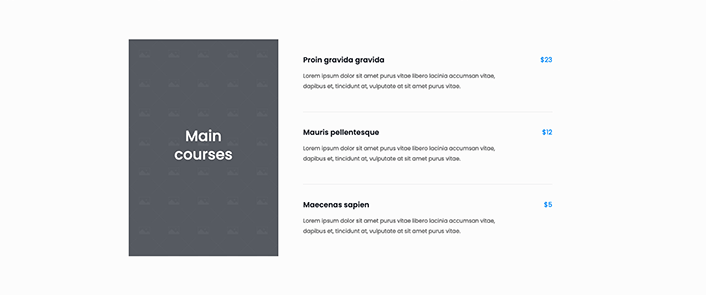 Main
courses
Proin gravida gravida
$23
Lorem ipsum dolor sit amet purus vitae libero lacinia accumsan vitae,
dapibus et, tincidunt at, vulputate at sit amet purus vitae.
Mauris pellentesque
$12
Lorem ipsum dolor sit amet purus vitae libero lacinia accumsan vitae,
dapibus et, tincidunt at, vulputate at sit amet purus vitae.
Maecenas sapien
$5
Lorem ipsum dolor sit amet purus vitae libero lacinia accumsan vitae,
dapibus et, tincidunt at, vulputate at sit amet purus vitae.